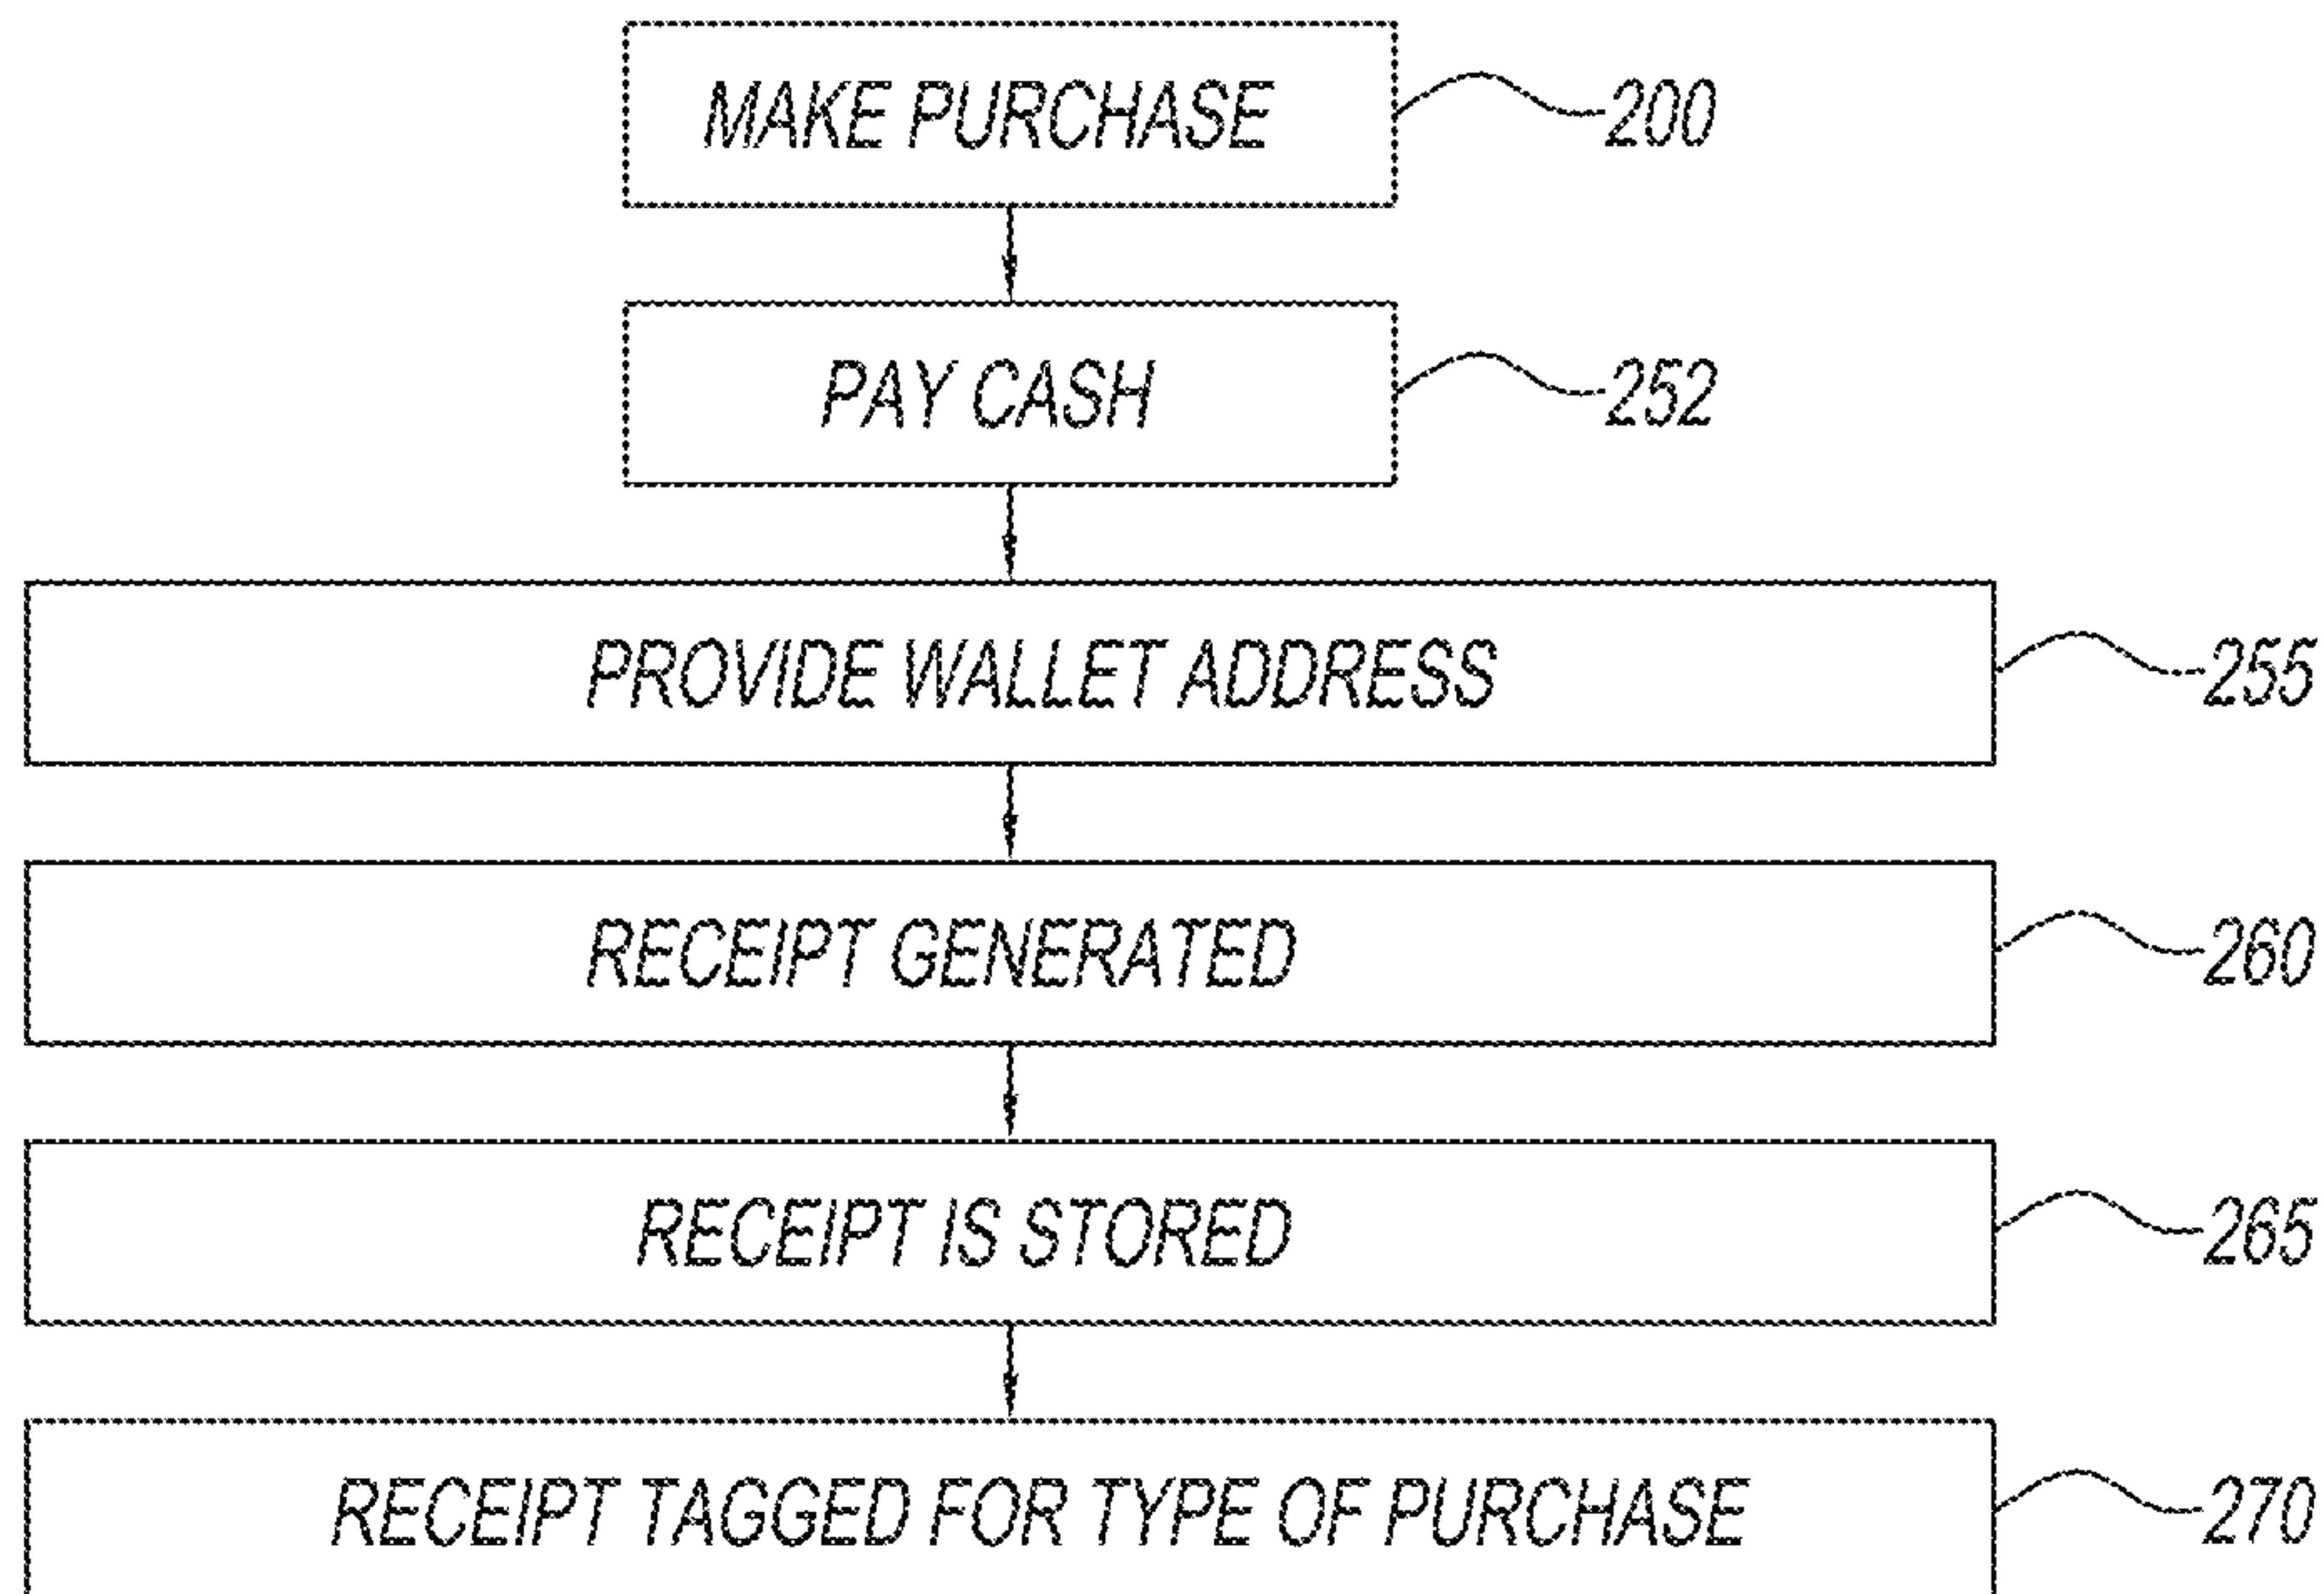 MAKE PURCHASE 200
PAY CASH 252
PROVIDE WALLET ADDRESS 255
RECEIPT GENERATED 260
RECEIPT IS STORED 265
RECEIPT TAGGED FOR TYPE OF PURCHASE 270